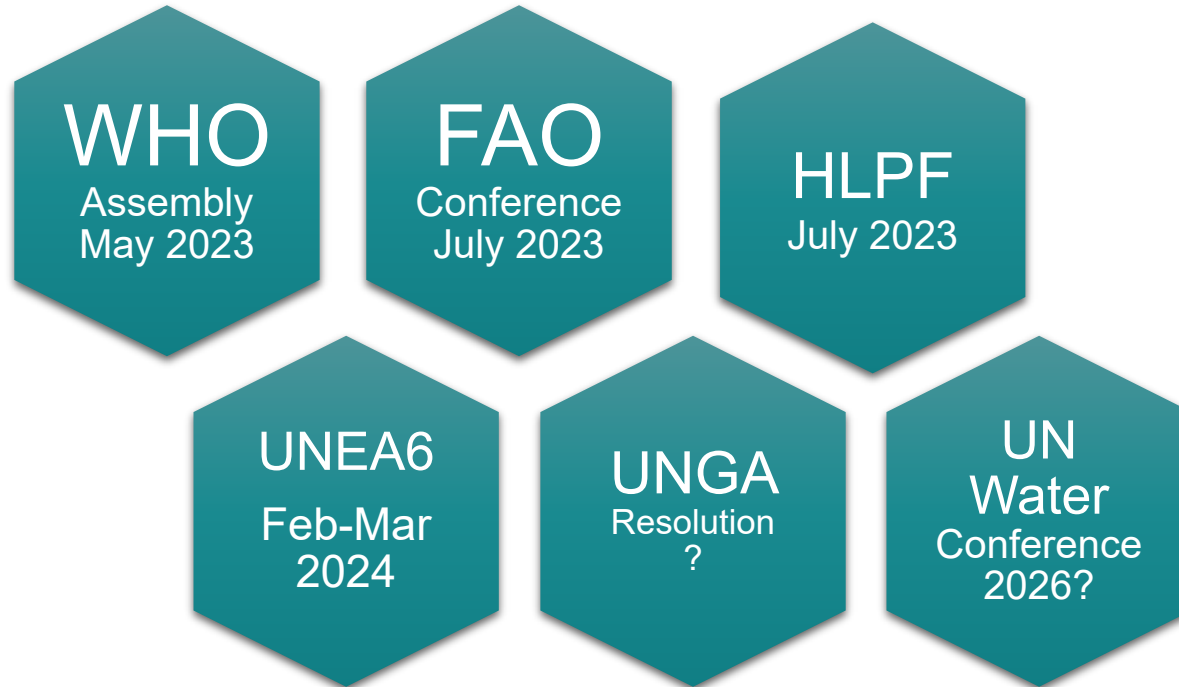 WHO
Assembly
May 2023
FAO
Conference
July 2023
HLPF
July 2023
UNEA6
Feb-Mar
2024
UNGA
Resolution
?
UN
Water
Conference
2026?